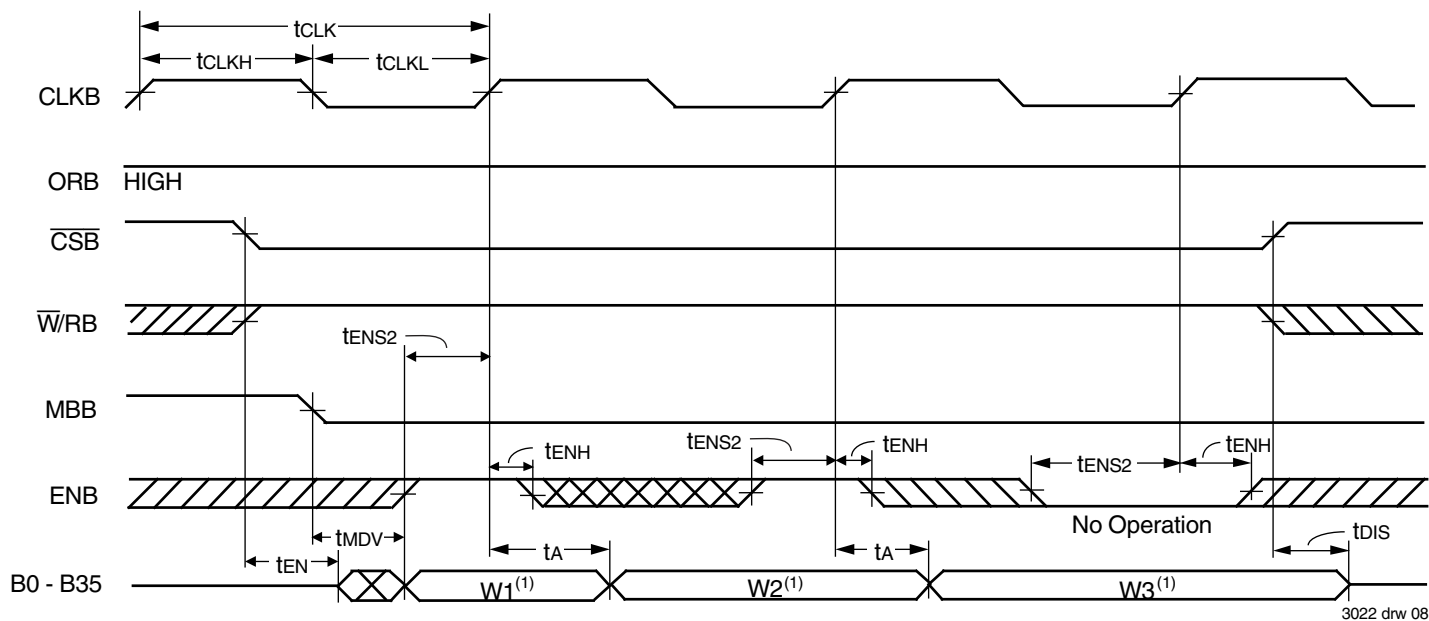 tCLK
tCLKH
tCLKL
CLKB
ORB HIGH
CSB
W/RB
tENS2
MBB
tENS2
tENH
tENH
tENH
tENS2
ENB
No Operation
tMDV
tDIS
tEN
tA
tA
B0 - B35
W1(1)
W2(1)
W3(1)
3022 drw 08